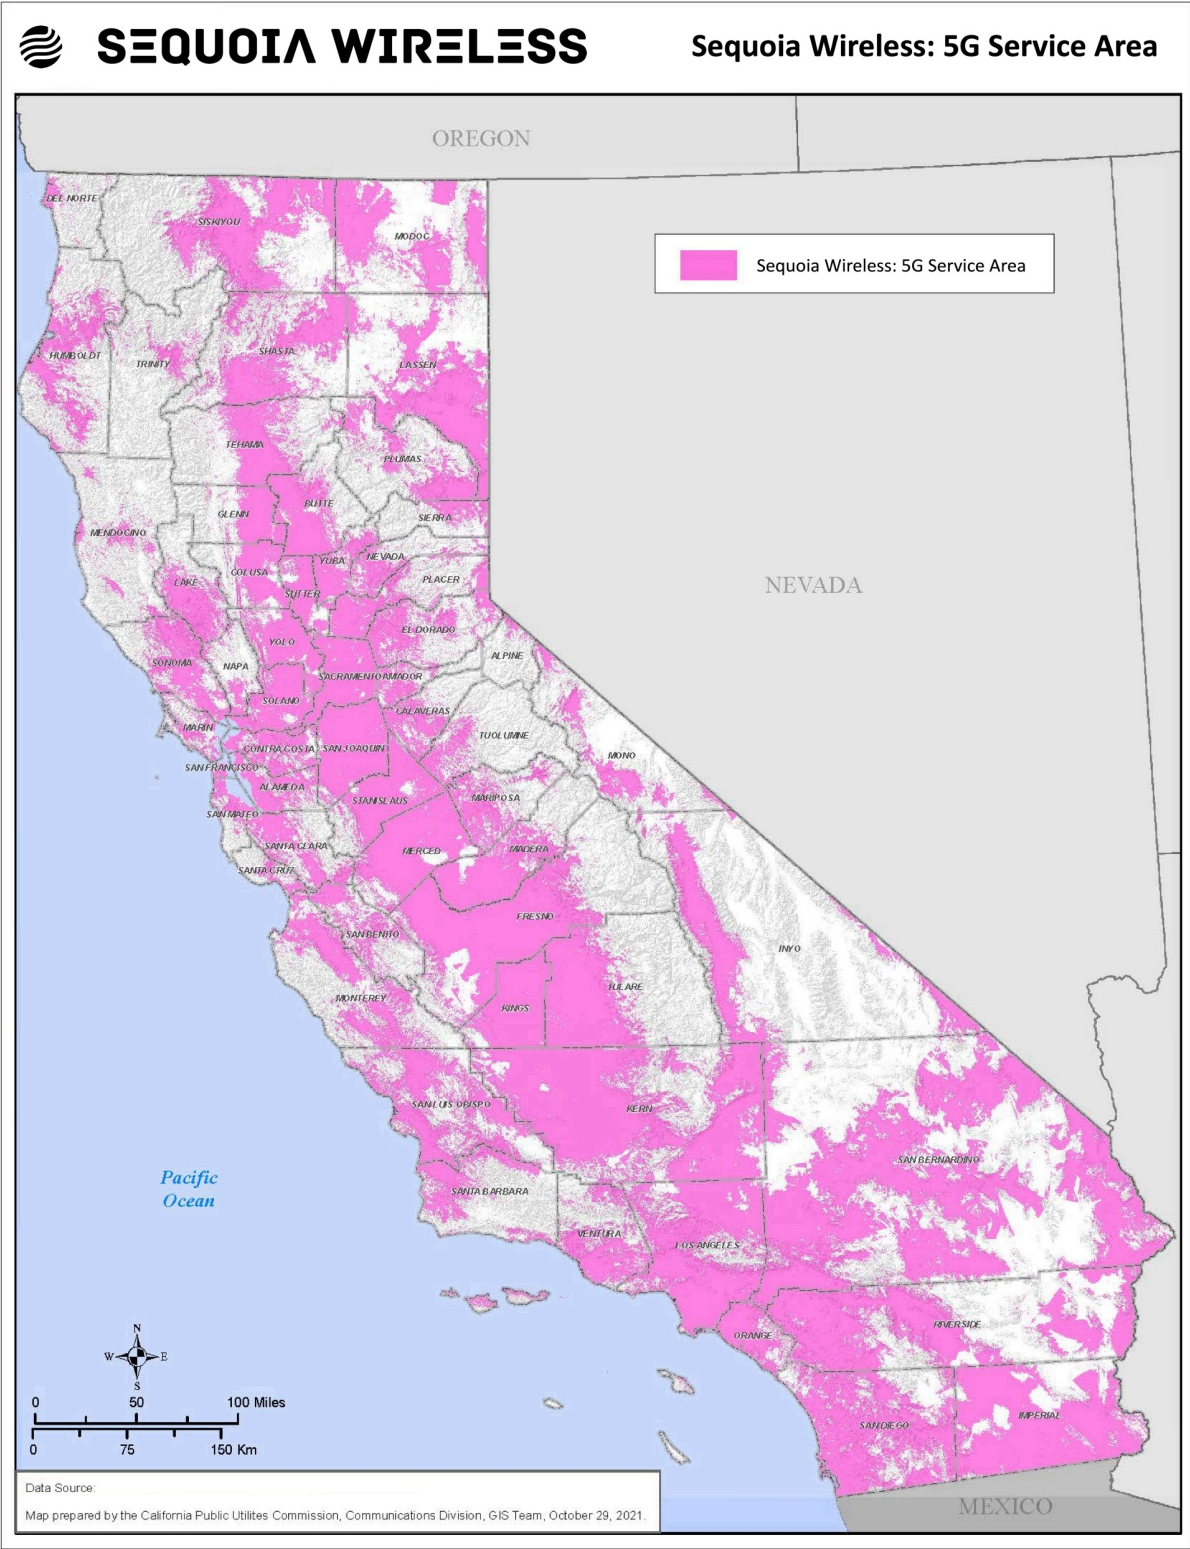 SEQUOIA WIRELESS
Sequoia Wireless: 5G Service Area
OREGON
Sequoia Wireless: 5G Service Area
NEVADA
DEL NORTE
SISKIYOU
MODOC
HUMBOLDT
TRINITY
SHASTA
LASSEN
TEHAMA
PLUMAS
GLENN
BUTTE
SIERRA
MENDOCINO
YUBA
NEVADA
COLUSA
LAKE
PLACER
SUTTER
YOLO
EL DORADO
SONOMA
NAPA
ALPINE
SACRAMENTO
AMADOR
SOLANO
CALAVERAS
MARIN
TUOLUMNE
CONTRA COSTA
SAN JOAQUIN
MONO
SAN FRANCISCO
ALAMEDA
STANISLAUS
MARIPOSA
SAN MATEO
SANTA CLARA
MERCED
MADERA
SANTA CRUZ
FRESNO
SAN BENITO
INYO
TULARE
MONTEREY
KINGS
SAN LUIS OBISPO
KERN
SAN BERNARDINO
SANTA BARBARA
VENTURA
LOS ANGELES
RIVERSIDE
ORANGE
SAN DIEGO
IMPERIAL
Pacific
Ocean
N
W E
S
0 50 100 Miles
0 75 150 Km
MEXICO
Data Source:
Map prepared by the California Public Utilites Commission, Communications Division, GIS Team, October 29, 2021.